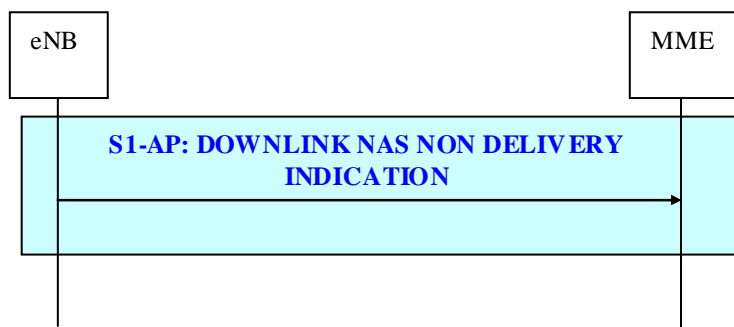 eNB
MME
S1-AP: DOWNLINK NAS NON DELIVERY
INDICATION